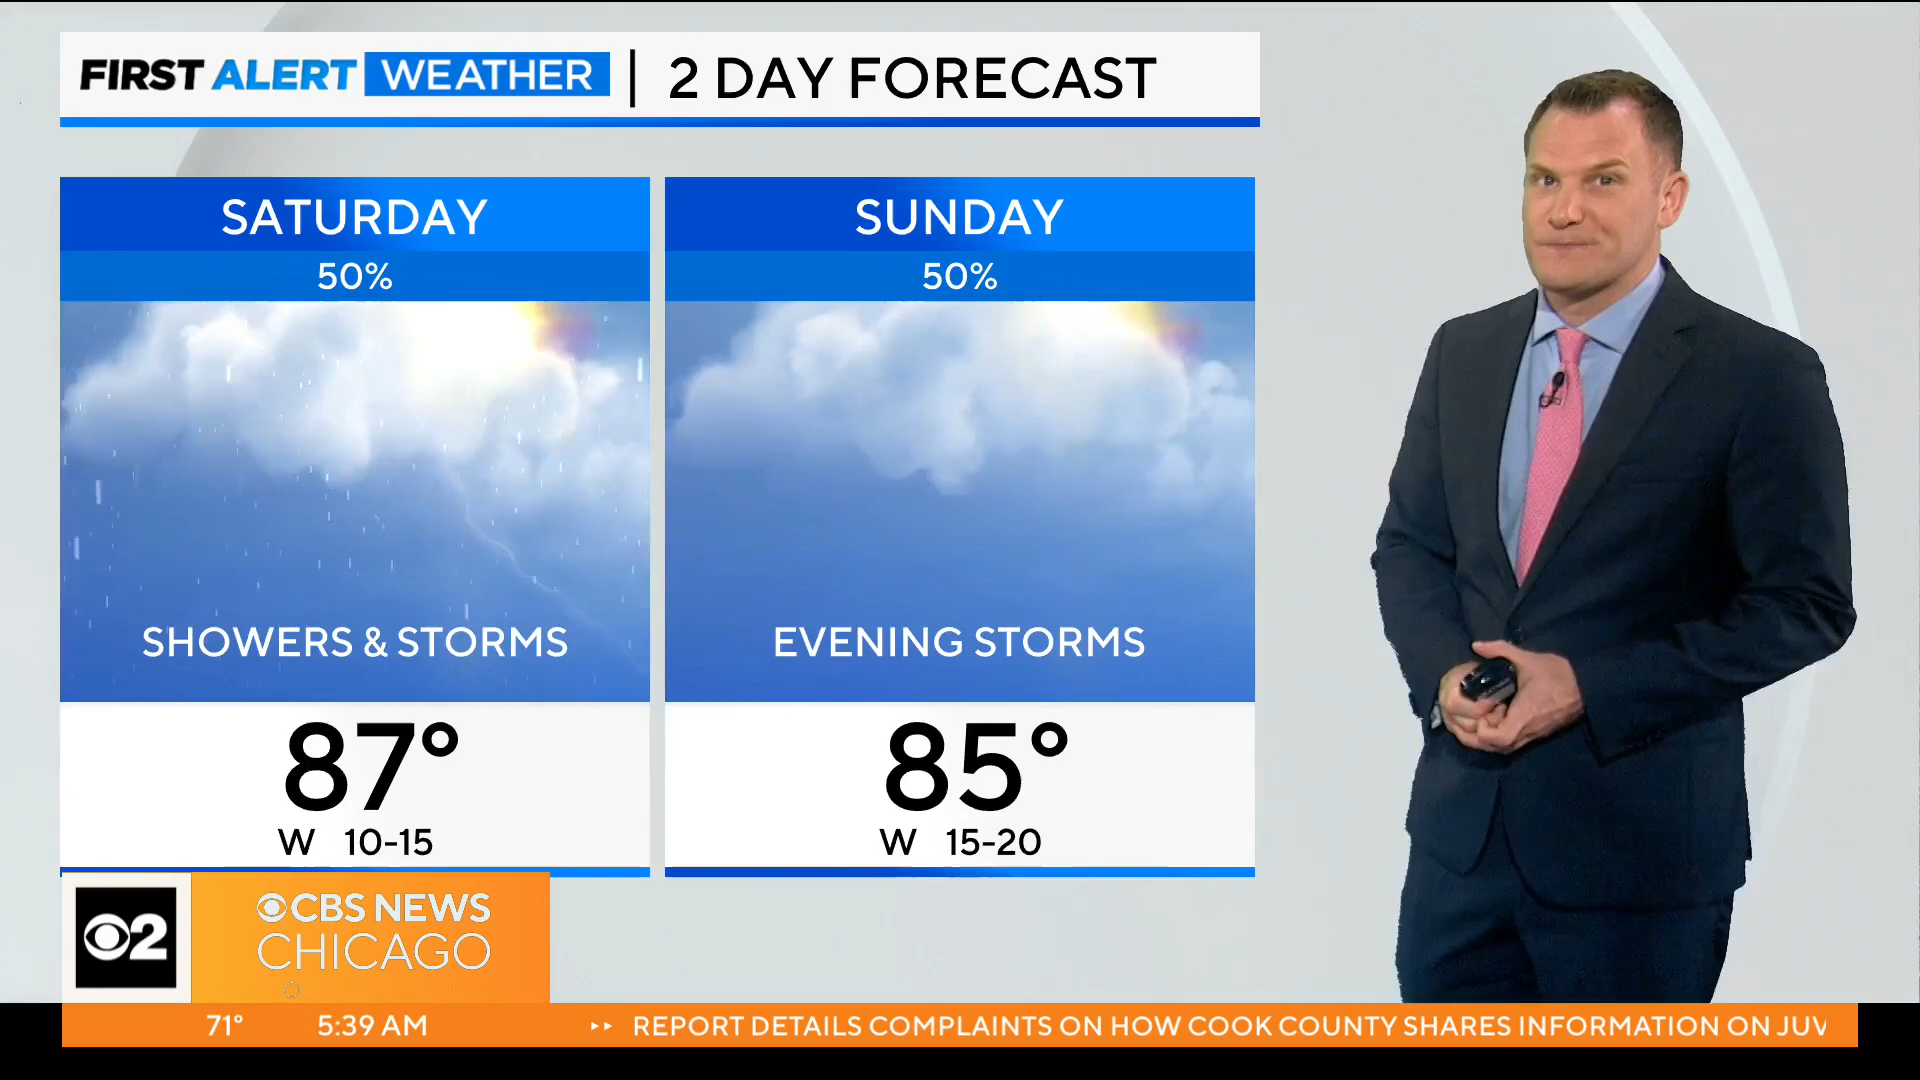 FIRST ALERT WEATHER | 2 DAY FORECAST
SATURDAY
50%
SHOWERS & STORMS
87°
W 10-15
SUNDAY
50%
EVENING STORMS
85°
W 15-20
2
CBS NEWS
CHICAGO
71° 5:39 AM
REPORT DETAILS COMPLAINTS ON HOW COOK COUNTY SHARES INFORMATION ON JUV